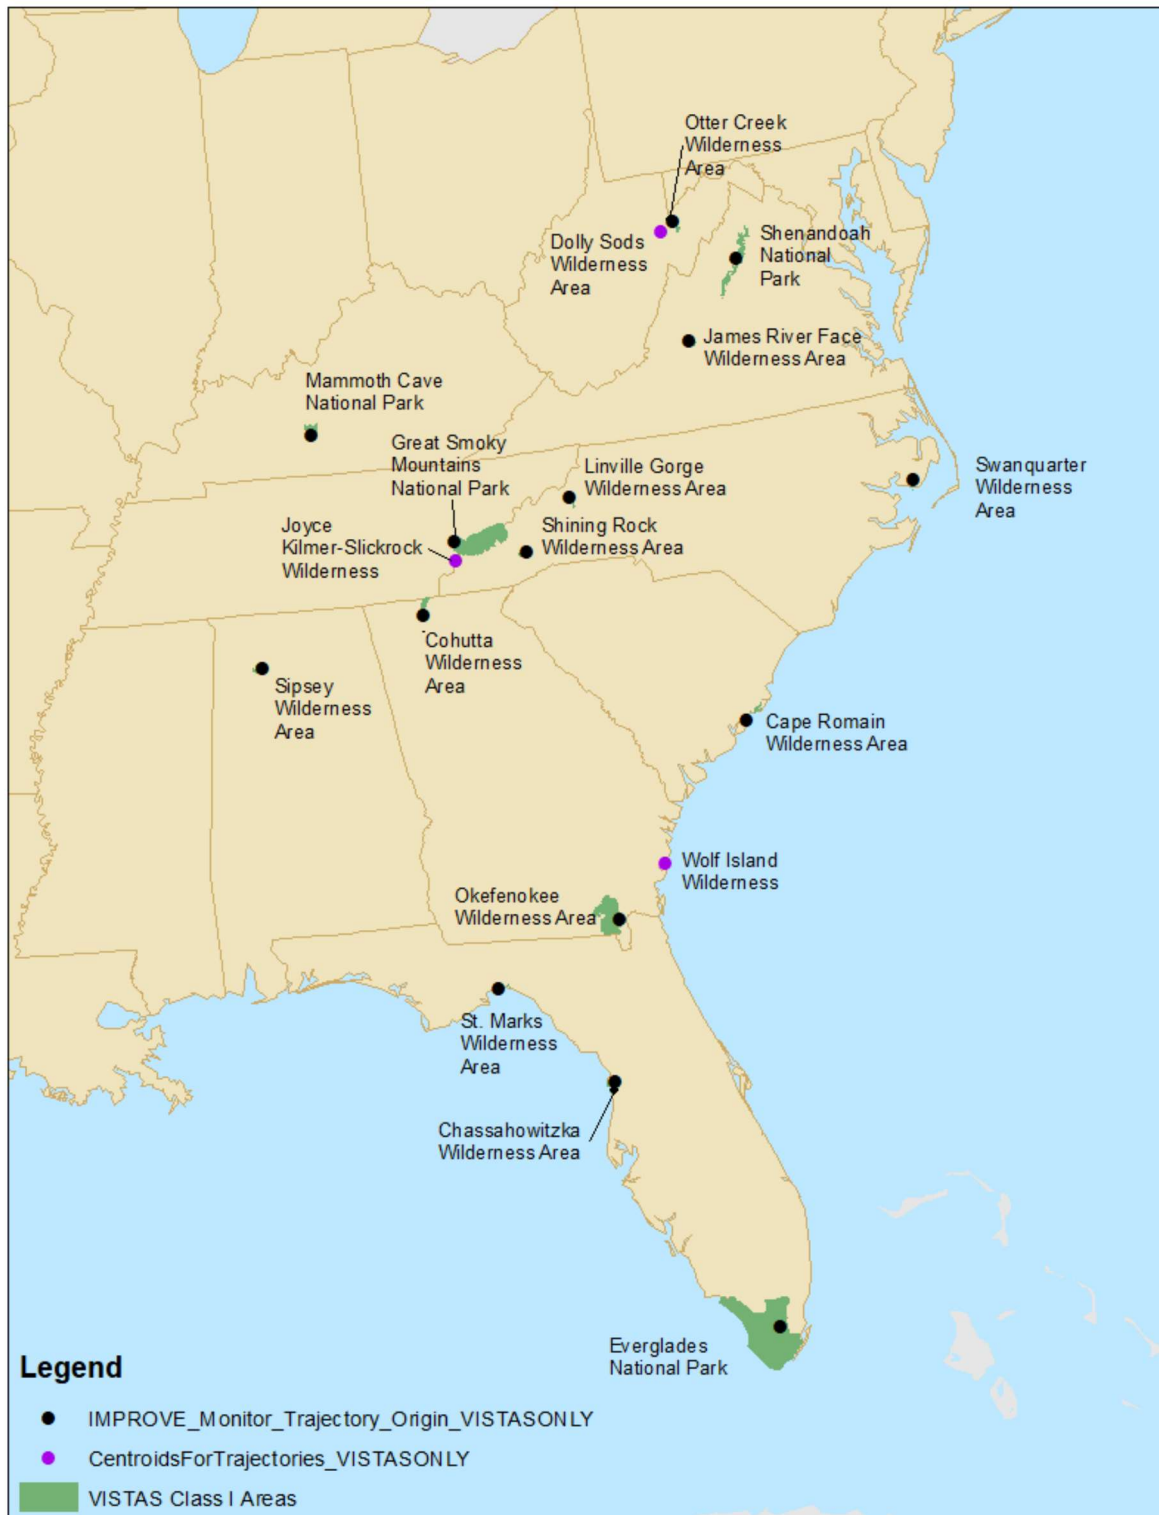 Otter Creek
Wilderness
Area
Dolly Sods
Wilderness
Area
Shenandoah
National
Park
James River Face
Wilderness Area
Mammoth Cave
National Park
Great Smoky
Mountains
National Park
Linville Gorge
Wilderness Area
Swanquarter
Wilderness
Area
Joyce
Kilmer-Slickrock
Wilderness
Shining Rock
Wilderness Area
Cohutta
Wilderness
Area
Sipsey
Wilderness
Area
Cape Romain
Wilderness Area
Wolf Island
Wilderness
Okefenokee
Wilderness Area
St. Marks
Wilderness
Area
Chassahowitzka
Wilderness Area
Everglades
National Park
Legend
IMPROVE_Monitor_Trajectory_Origin_VISTASONLY
CentroidsForTrajectories_VISTASONLY
VISTAS Class I Areas